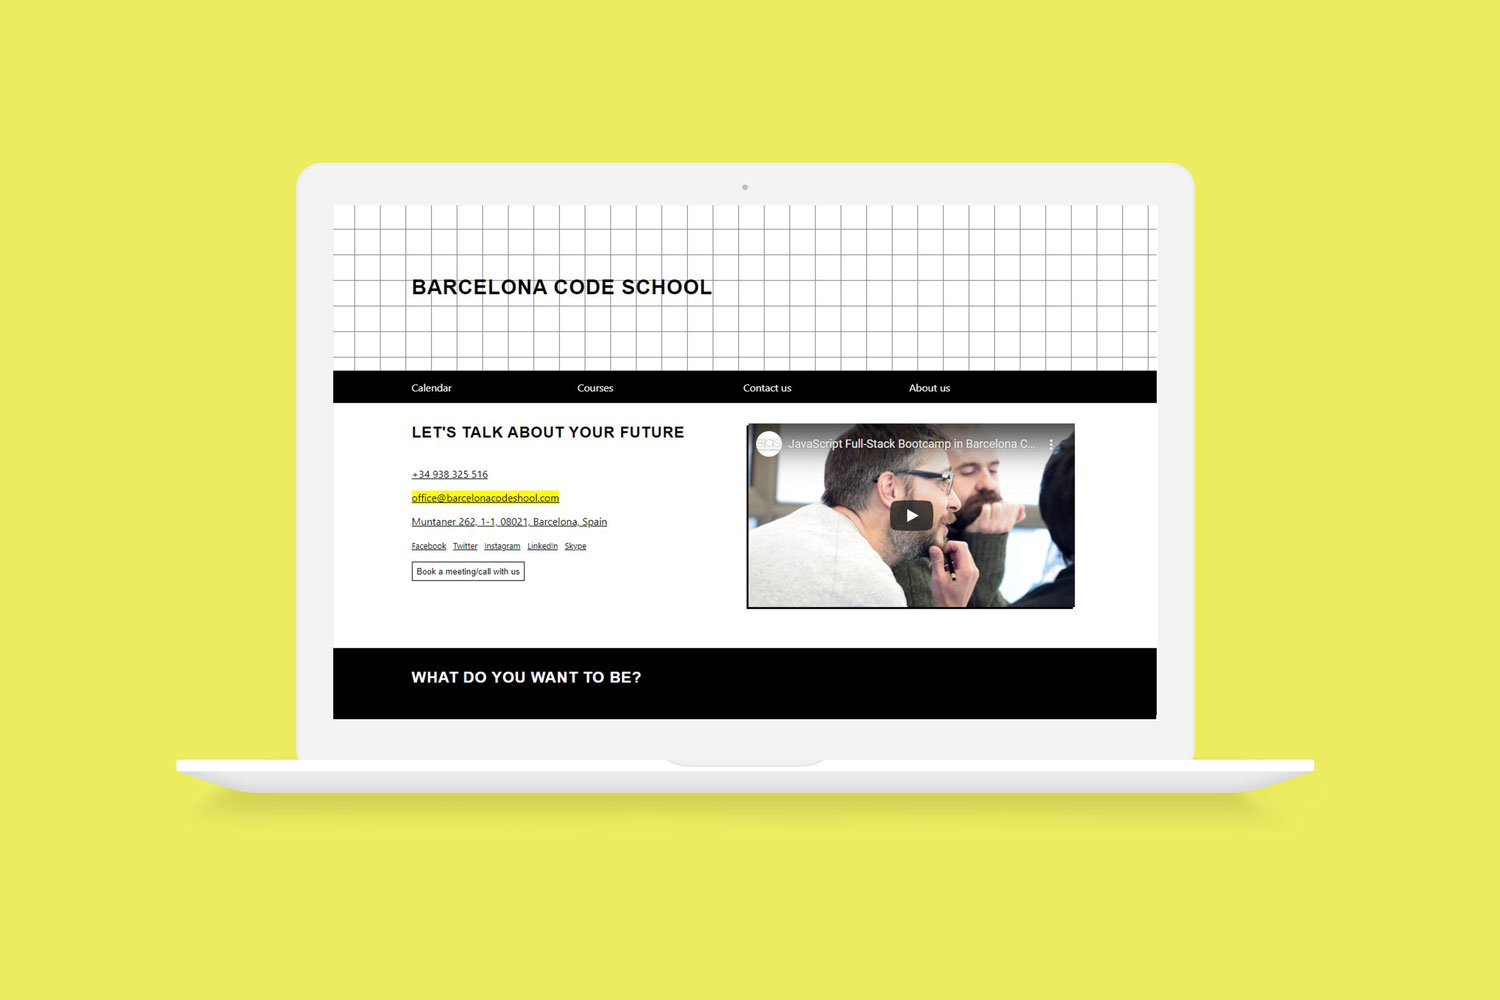 BARCELONA CODE SCHOOL
Calendar Courses Contact us About us
LET'S TALK ABOUT YOUR FUTURE
+34 938 325 516
office@barcelonacodeshool.com
Muntaner 262, 1-1, 08021, Barcelona, Spain
Facebook Twitter Instagram LinkedIn Skype
Book a meeting/call with us
BCS JavaScript Full-Stack Bootcamp in Barcelona C...
WHAT DO YOU WANT TO BE?